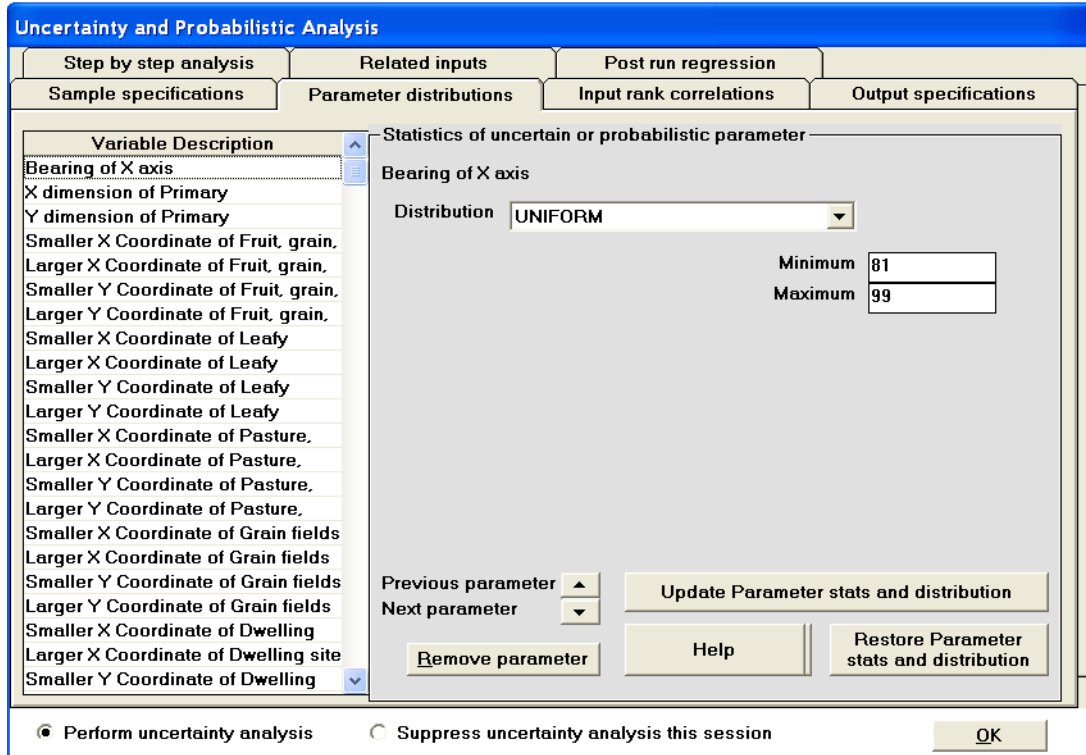 Uncertainty and Probabilistic Analysis
Step by step analysis
Related inputs
Post run regression
Sample specifications
Parameter distributions
Input rank correlations
Output specifications
Variable Description
Bearing of X axis
X dimension of Primary
Y dimension of Primary
Smaller X Coordinate of Fruit, grain,
Larger X Coordinate of Fruit, grain,
Smaller Y Coordinate of Fruit, grain,
Larger Y Coordinate of Fruit, grain,
Smaller X Coordinate of Leafy
Larger X Coordinate of Leafy
Smaller Y Coordinate of Leafy
Larger Y Coordinate of Leafy
Smaller X Coordinate of Pasture,
Larger X Coordinate of Pasture,
Smaller Y Coordinate of Pasture,
Larger Y Coordinate of Pasture,
Smaller X Coordinate of Grain fields
Larger X Coordinate of Grain fields
Smaller Y Coordinate of Grain fields
Larger Y Coordinate of Grain fields
Smaller X Coordinate of Dwelling
Larger X Coordinate of Dwelling site
Smaller Y Coordinate of Dwelling
Statistics of uncertain or probabilistic parameter
Bearing of X axis
Distribution UNIFORM
Minimum 81
Maximum 99
Previous parameter
Next parameter
Update Parameter stats and distribution
Remove parameter
Help
Restore Parameter
stats and distribution
Perform uncertainty analysis
Suppress uncertainty analysis this session
OK